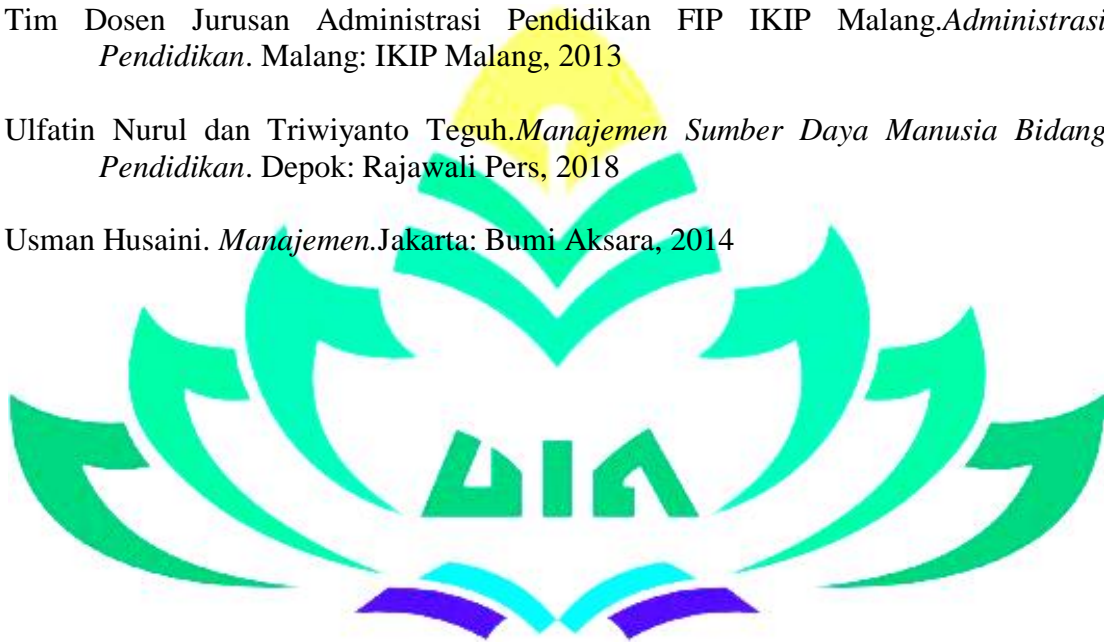 Tim Dosen Jurusan Administrasi Pendidikan FIP IKIP Malang.Administrasi
Pendidikan. Malang: IKIP Malang, 2013
Ulfatin Nurul dan Triwiyanto Teguh.Manajemen Sumber Daya Manusia Bidang
Pendidikan. Depok: Rajawali Pers, 2018
Usman Husaini. Manajemen.Jakarta: Bumi Aksara, 2014
UIN